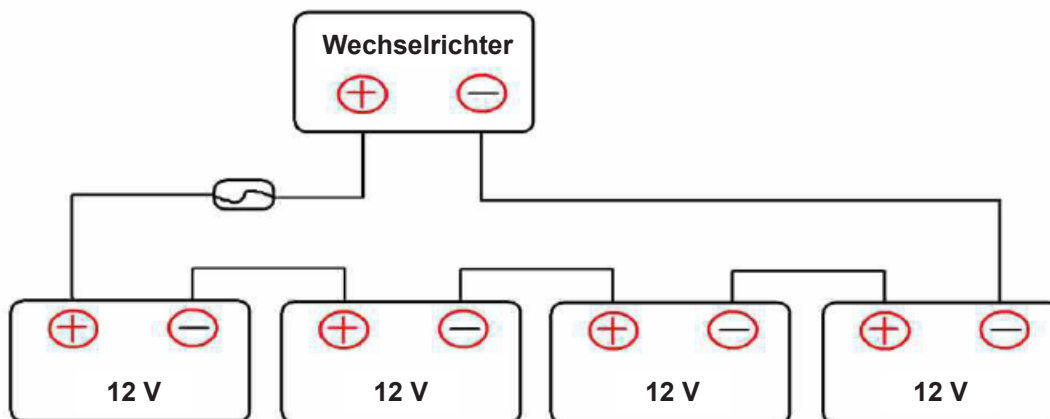 Wechselrichter
+ −
+ − + − + − + −
12 V 12 V 12 V 12 V